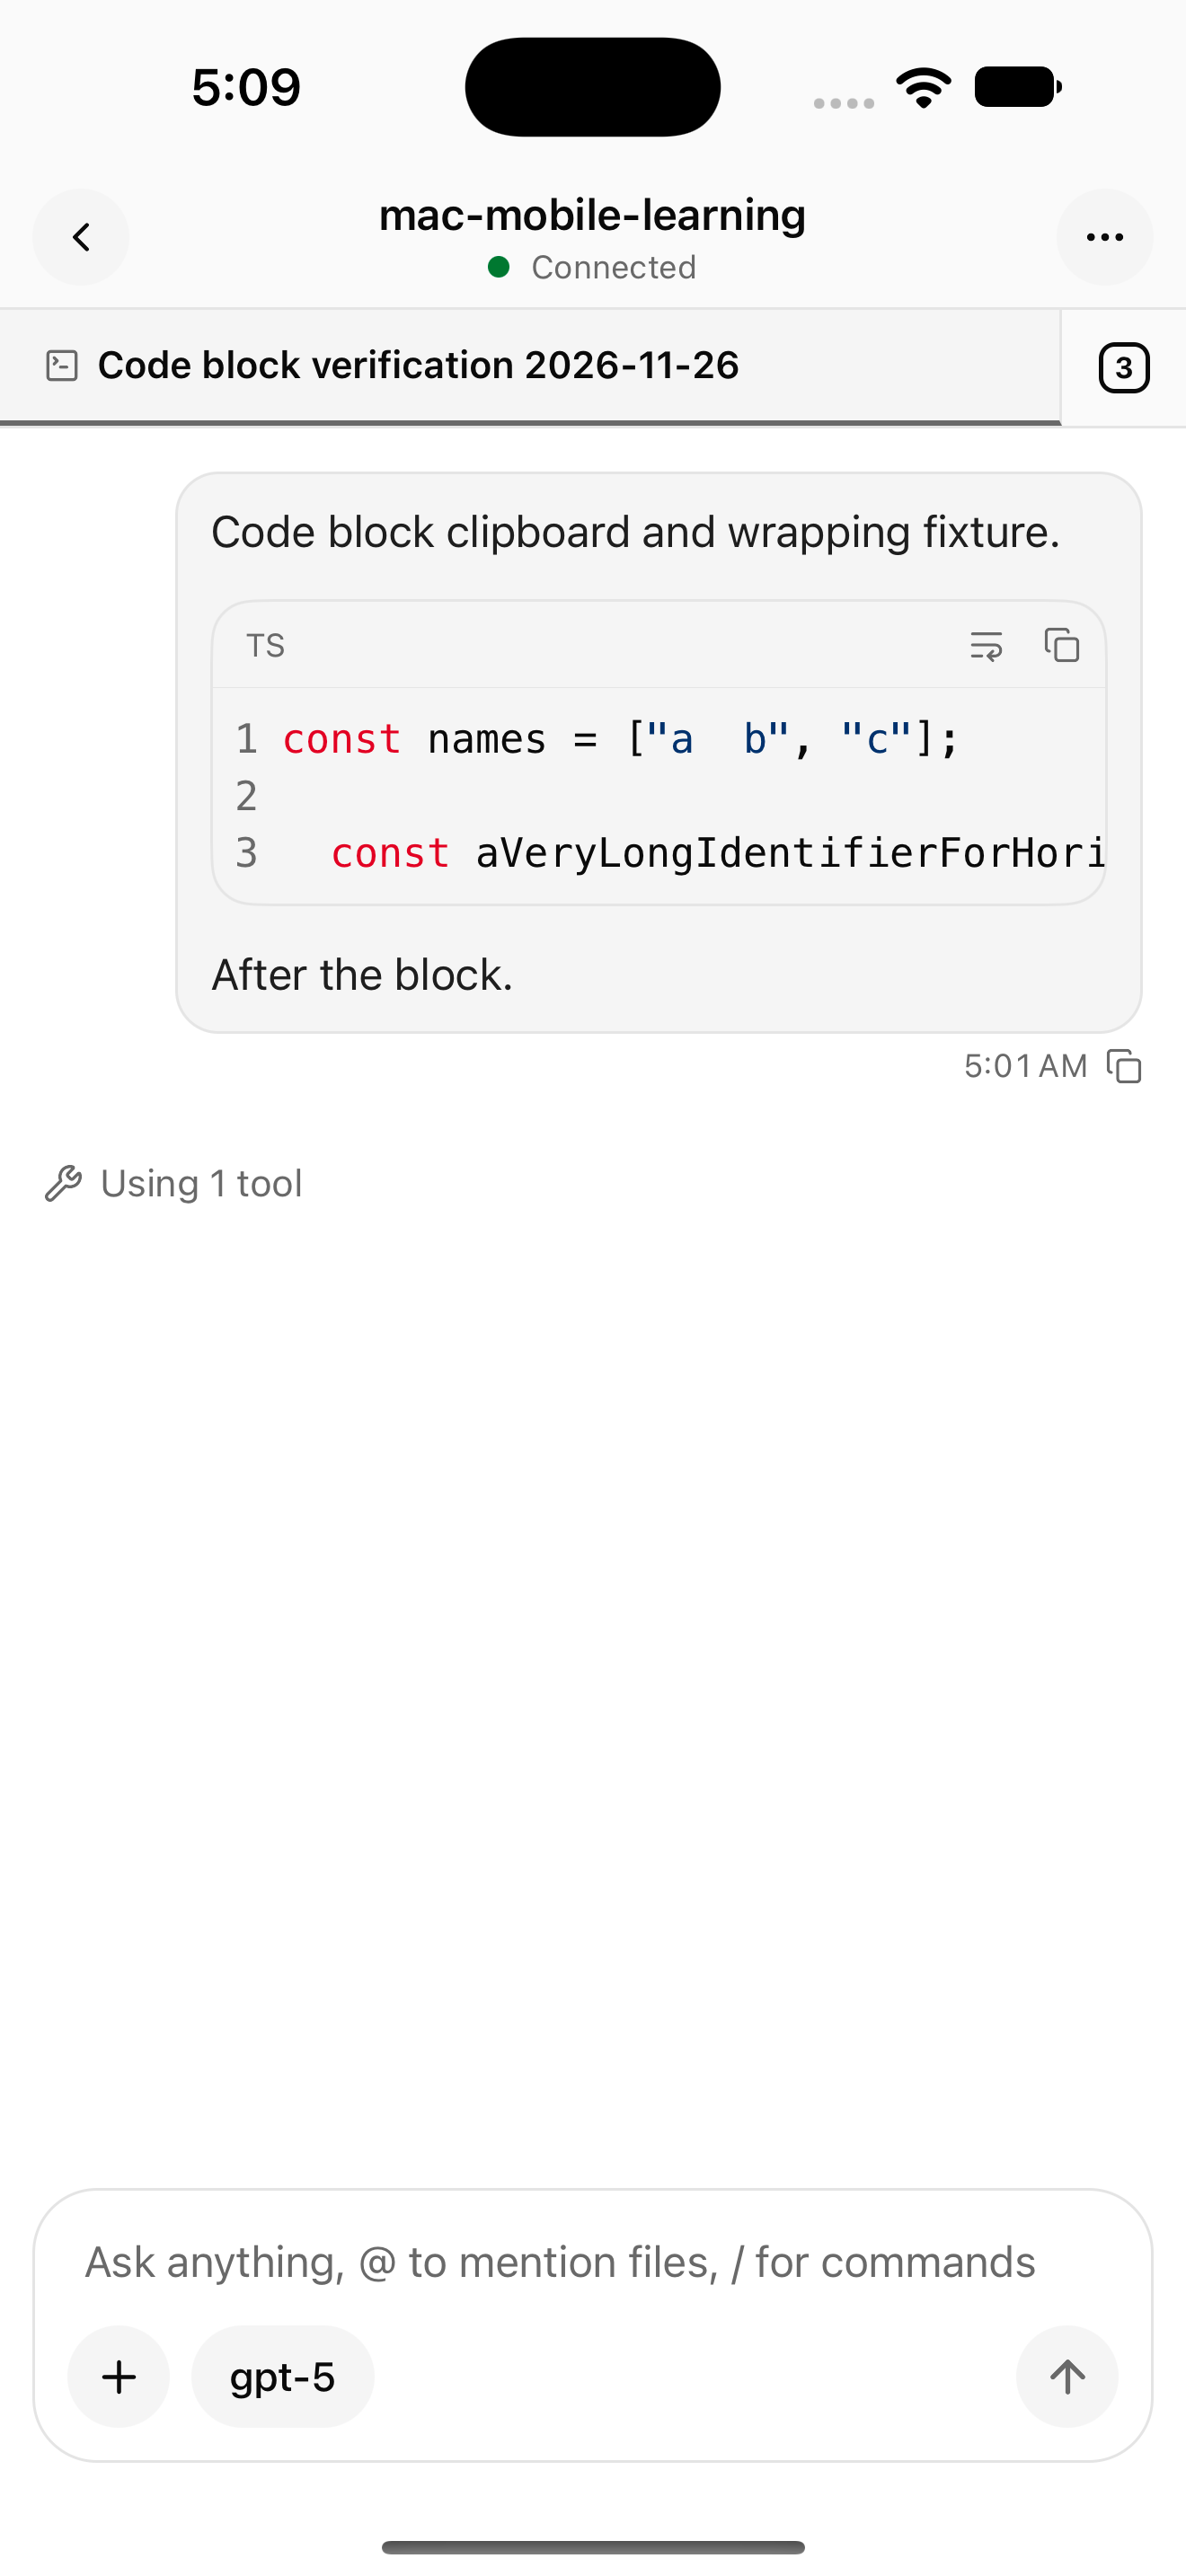 5:09
mac-mobile-learning
Connected
Code block verification 2026-11-26
3
Code block clipboard and wrapping fixture.
TS
1 const names = ["a  b", "c"];
2
3   const aVeryLongIdentifierForHori
After the block.
5:01 AM
Using 1 tool
Ask anything, @ to mention files, / for commands
gpt-5